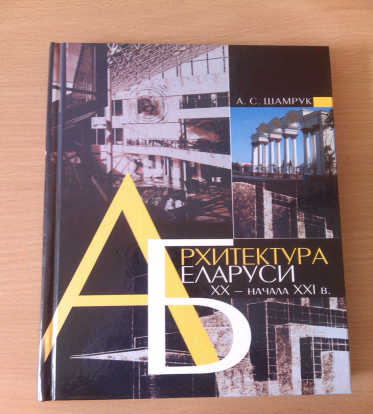 А. С. ШАМРУК
АРХИТЕКТУРА
БЕЛАРУСИ
XX – НАЧАЛА XXI В.